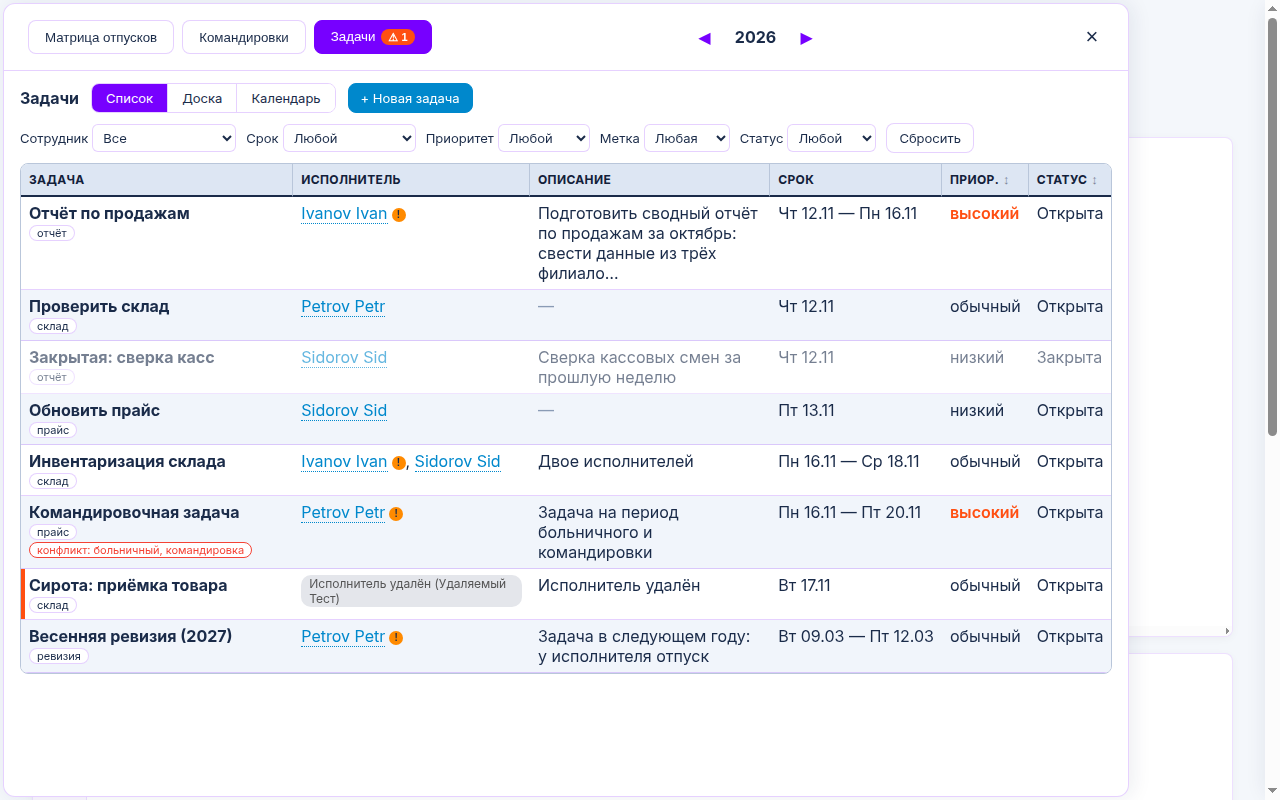 Матрица отпусков
Командировки
Задачи ⚠ 1
◀ 2026 ▶
×
Задачи
Список
Доска
Календарь
+ Новая задача
Сотрудник Все
Срок Любой
Приоритет Любой
Метка Любая
Статус Любой
Сбросить
ЗАДАЧА ИСПОЛНИТЕЛЬ ОПИСАНИЕ СРОК ПРИОР. ↕ СТАТУС ↕
Отчёт по продажам
отчёт
Ivanov Ivan !
Подготовить сводный отчёт
по продажам за октябрь:
свести данные из трёх
филиало…
Чт 12.11 — Пн 16.11
высокий
Открыта
Проверить склад
склад
Petrov Petr
—
Чт 12.11
обычный
Открыта
Закрытая: сверка касс
отчёт
Sidorov Sid
Сверка кассовых смен за
прошлую неделю
Чт 12.11
низкий
Закрыта
Обновить прайс
прайс
Sidorov Sid
—
Пт 13.11
низкий
Открыта
Инвентаризация склада
склад
Ivanov Ivan !, Sidorov Sid
Двое исполнителей
Пн 16.11 — Ср 18.11
обычный
Открыта
Командировочная задача
прайс
конфликт: больничный, командировка
Petrov Petr !
Задача на период
больничного и
командировки
Пн 16.11 — Пт 20.11
высокий
Открыта
Сирота: приёмка товара
склад
Исполнитель удалён (Удаляемый
Тест)
Исполнитель удалён
Вт 17.11
обычный
Открыта
Весенняя ревизия (2027)
ревизия
Petrov Petr !
Задача в следующем году:
у исполнителя отпуск
Вт 09.03 — Пт 12.03
обычный
Открыта